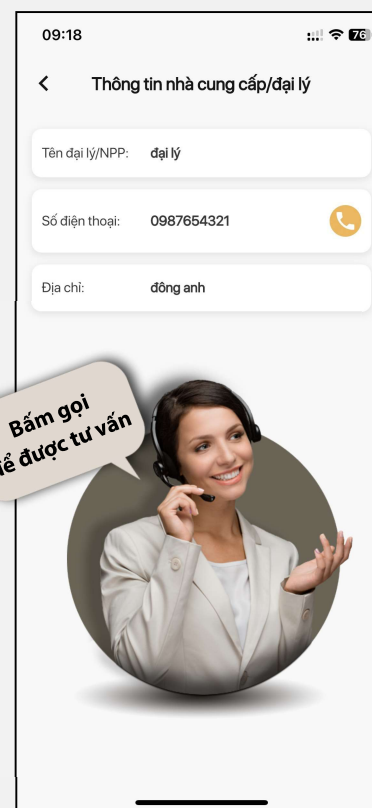 09:18
76
Thông tin nhà cung cấp/đại lý
Tên đại lý/NPP: đại lý
Số điện thoại: 0987654321
Địa chỉ: đông anh
Bấm gọi
để được tư vấn